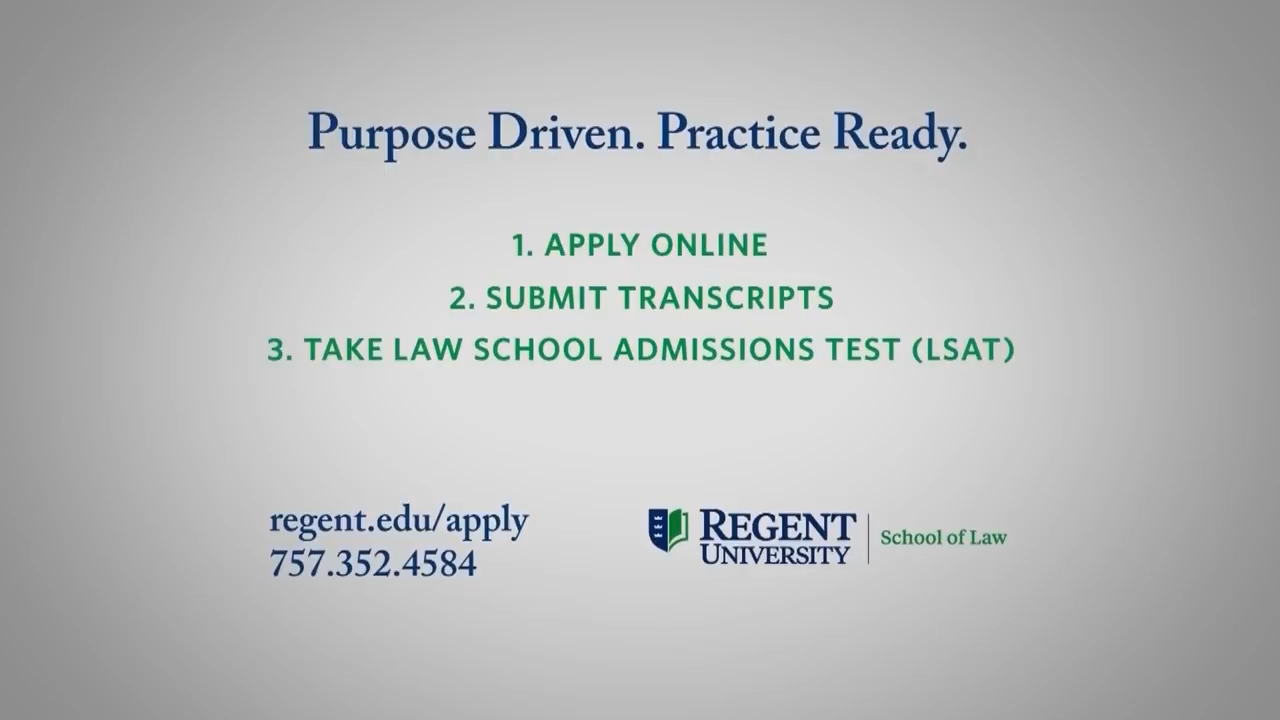 Purpose Driven. Practice Ready.
1. APPLY ONLINE
2. SUBMIT TRANSCRIPTS
3. TAKE LAW SCHOOL ADMISSIONS TEST (LSAT)
regent.edu/apply
757.352.4584
REGENT
UNIVERSITY
School of Law